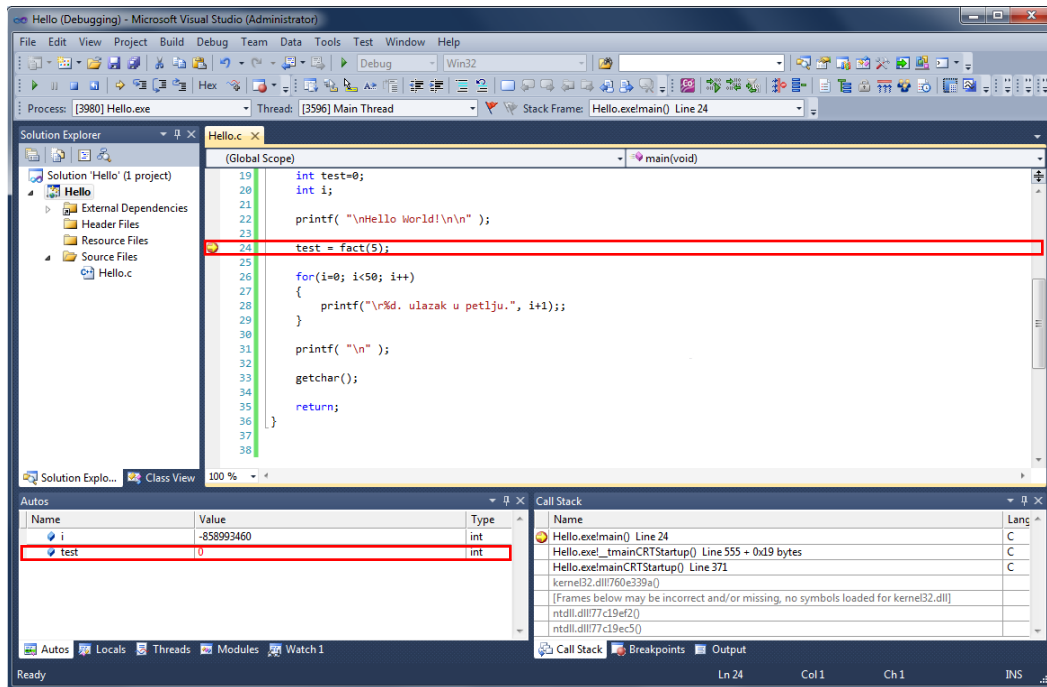 Hello (Debugging) - Microsoft Visual Studio (Administrator)
File Edit View Project Build Debug Team Data Tools Test Window Help
Debug Win32
Hex
Process: [3980] Hello.exe Thread: [3596] Main Thread Stack Frame: Hello.exe!main() Line 24
Solution Explorer
Hello.c
(Global Scope) main(void)
Solution 'Hello' (1 project)
Hello
External Dependencies
Header Files
Resource Files
Source Files
Hello.c
19 int test=0;
20 int i;
21
22 printf( "\nHello World!\n\n" );
23
24 test = fact(5);
25
26 for(i=0; i<50; i++)
27 {
28 printf("\r%d. ulazak u petlju.", i+1);;
29 }
30
31 printf( "\n" );
32
33 getchar();
34
35 return;
36 }
37
38
100 %
Solution Explo... Class View
Autos
Name Value Type
i -858993460 int
test 0 int
Autos Locals Threads Modules Watch 1
Call Stack
Name Lang
Hello.exe!main() Line 24 C
Hello.exe!__tmainCRTStartup() Line 555 + 0x19 bytes C
Hello.exe!mainCRTStartup() Line 371 C
kernel32.dll!760e339a()
[Frames below may be incorrect and/or missing, no symbols loaded for kernel32.dll]
ntdll.dll!77c19ef2()
ntdll.dll!77c19ec5()
Call Stack Breakpoints Output
Ready Ln 24 Col 1 Ch 1 INS